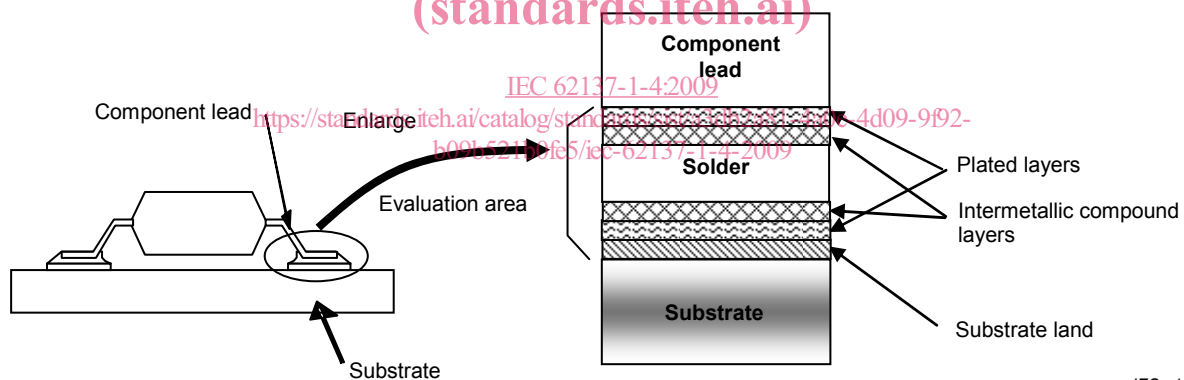 (standards.iteh.ai)
Component
lead
IEC 62137-1-4:2009
Component lead
Enlarge
Evaluation area
Solder
Plated layers
Intermetallic compound
layers
Substrate
Substrate land
Substrate